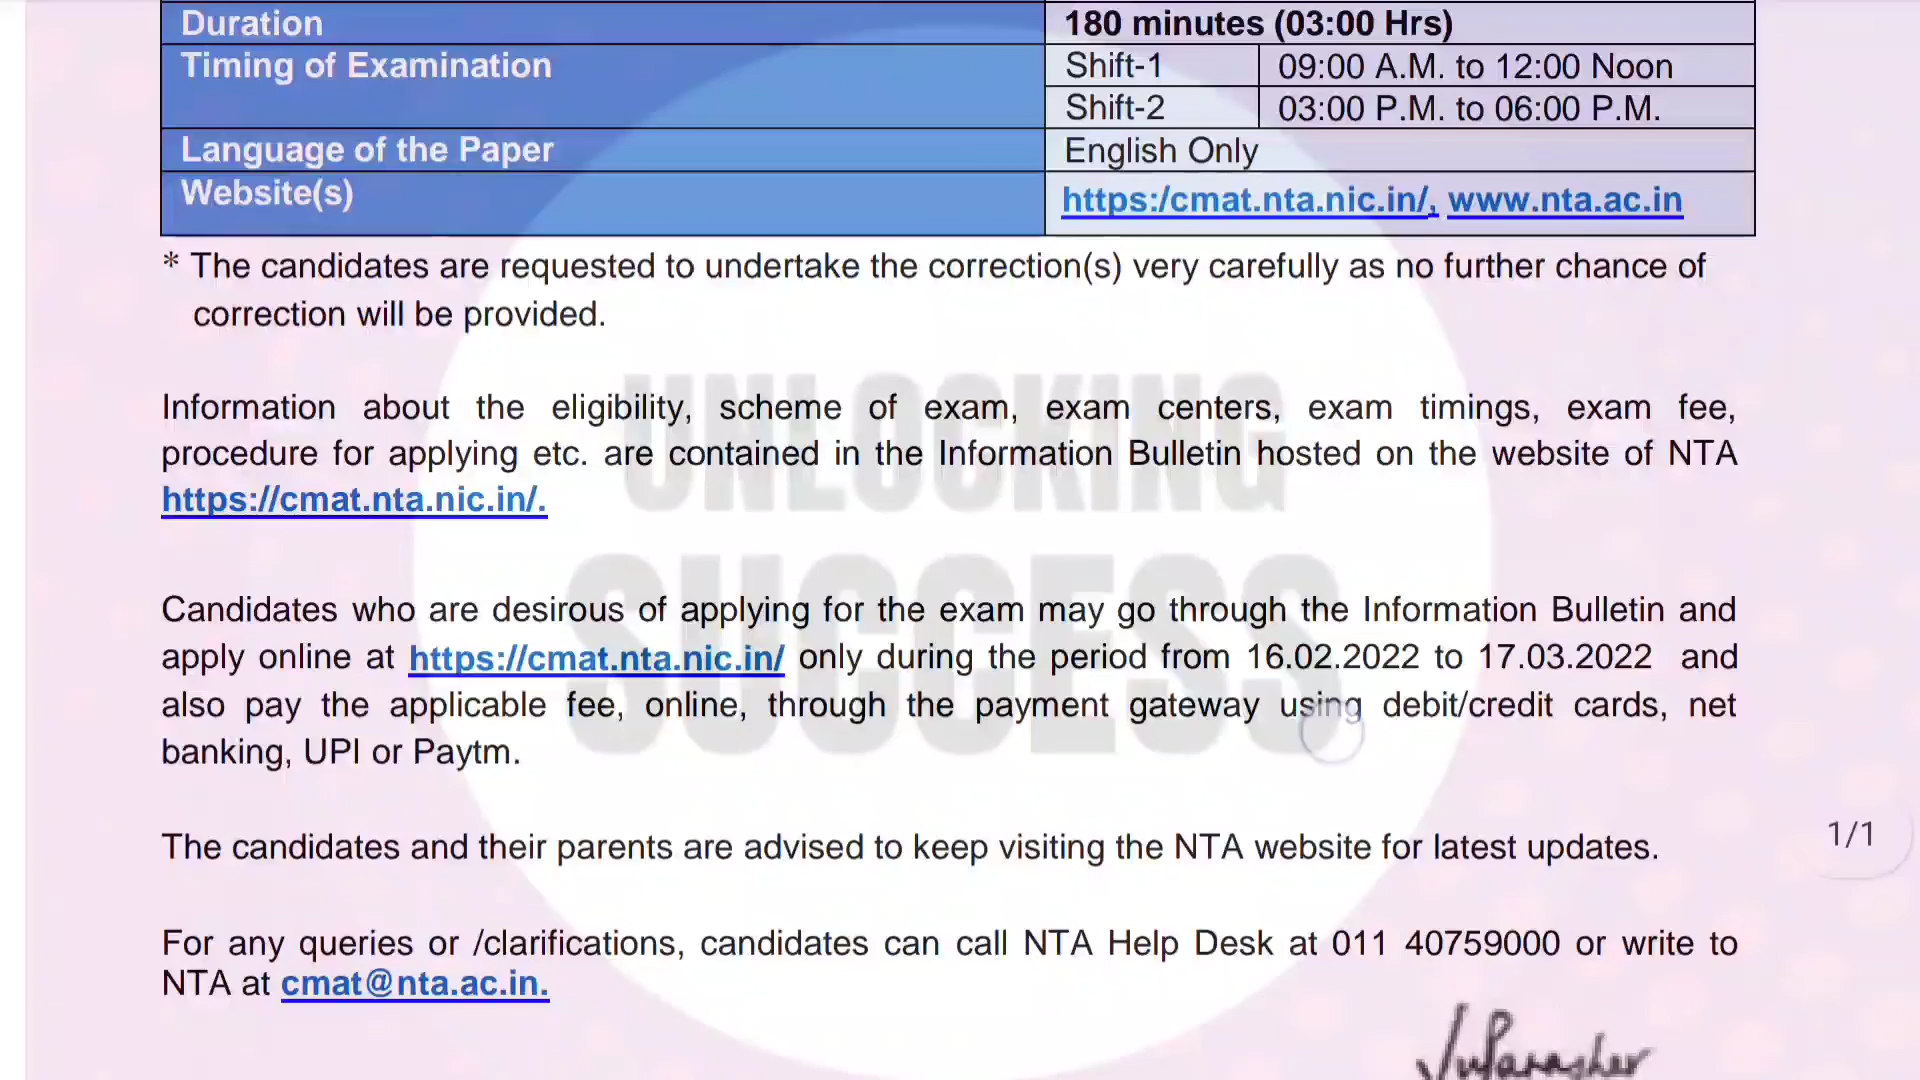 Duration 180 minutes (03:00 Hrs)
Timing of Examination Shift-1 09:00 A.M. to 12:00 Noon
Shift-2 03:00 P.M. to 06:00 P.M.
Language of the Paper English Only
Website(s) https:/cmat.nta.nic.in/, www.nta.ac.in
* The candidates are requested to undertake the correction(s) very carefully as no further chance of
correction will be provided.
Information about the eligibility, scheme of exam, exam centers, exam timings, exam fee,
procedure for applying etc. are contained in the Information Bulletin hosted on the website of NTA
https://cmat.nta.nic.in/.
UNLOCKING
SUCCESS
Candidates who are desirous of applying for the exam may go through the Information Bulletin and
apply online at https://cmat.nta.nic.in/ only during the period from 16.02.2022 to 17.03.2022 and
also pay the applicable fee, online, through the payment gateway using debit/credit cards, net
banking, UPI or Paytm.
The candidates and their parents are advised to keep visiting the NTA website for latest updates.
1/1
For any queries or /clarifications, candidates can call NTA Help Desk at 011 40759000 or write to
NTA at cmat@nta.ac.in.